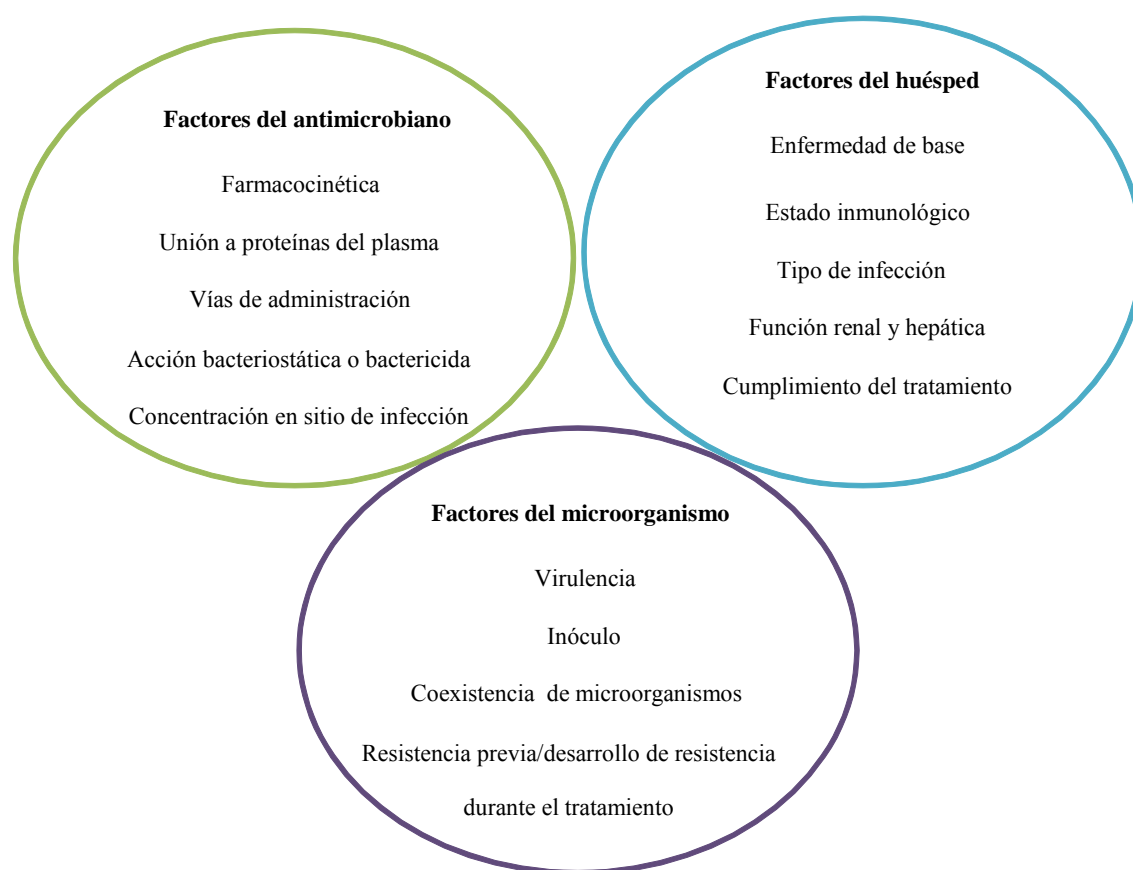 Factores del antimicrobiano
Farmacocinética
Unión a proteínas del plasma
Vías de administración
Acción bacteriostática o bactericida
Concentración en sitio de infección
Factores del huésped
Enfermedad de base
Estado inmunológico
Tipo de infección
Función renal y hepática
Cumplimiento del tratamiento
Factores del microorganismo
Virulencia
Inóculo
Coexistencia de microorganismos
Resistencia previa/desarrollo de resistencia
durante el tratamiento